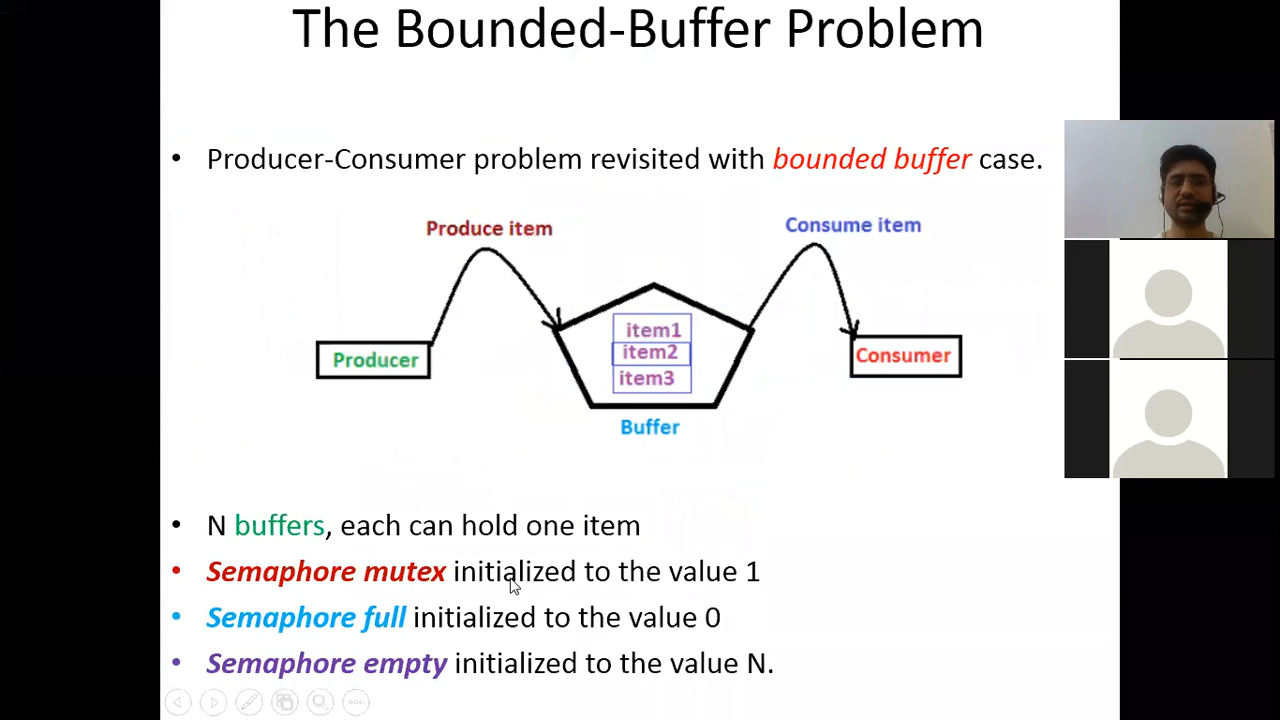 The Bounded-Buffer Problem
• Producer-Consumer problem revisited with bounded buffer case.
Produce item
Consume item
item1
item2
item3
Producer
Consumer
Buffer
• N buffers, each can hold one item
• Semaphore mutex initialized to the value 1
• Semaphore full initialized to the value 0
• Semaphore empty initialized to the value N.